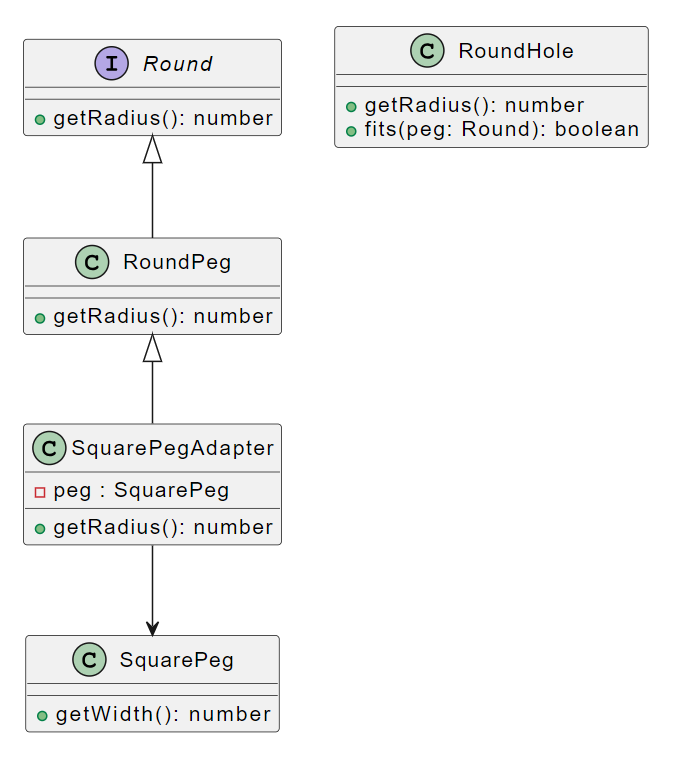 I Round
+ getRadius(): number
C RoundHole
getRadius(): number
fits(peg: Round): boolean
C RoundPeg
getRadius(): number
C SquarePegAdapter
peg : SquarePeg
getRadius(): number
C SquarePeg
getWidth(): number